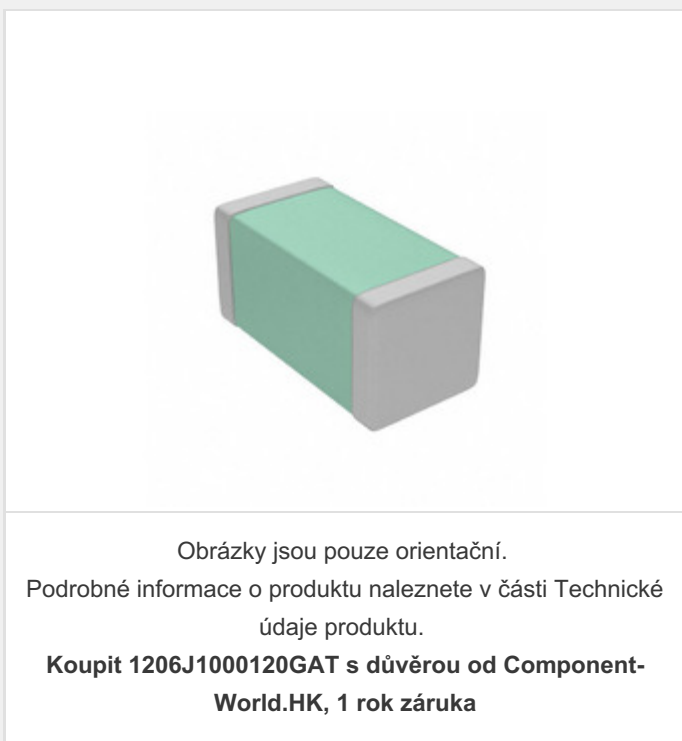 Obrázky jsou pouze orientační.
Podrobné informace o produktu naleznete v části Technické
údaje produktu.
Koupit 1206J1000120GAT s důvěrou od Component-
World.HK, 1 rok záruka